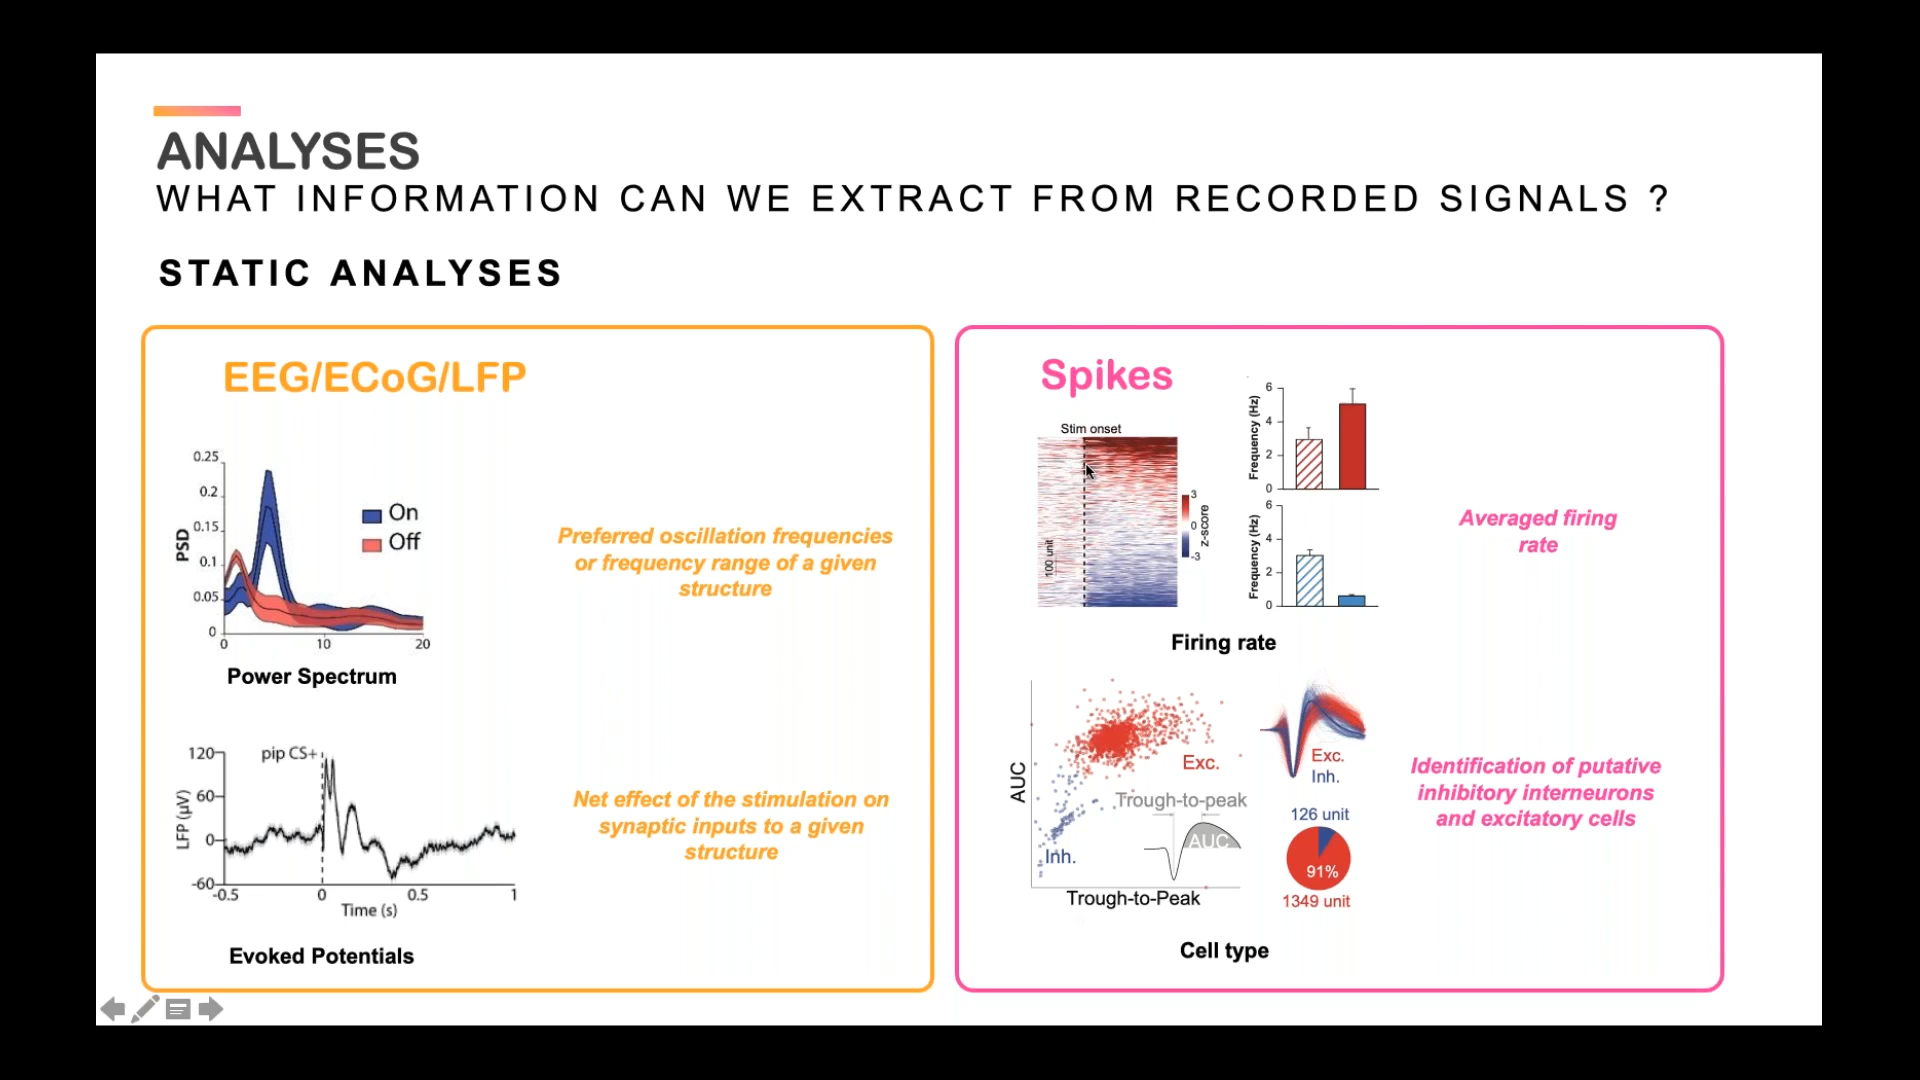 ANALYSES
WHAT INFORMATION CAN WE EXTRACT FROM RECORDED SIGNALS ?
STATIC ANALYSES
EEG/ECoG/LFP
PSD
0.25
0.2
0.15
0.1
0.05
0
0 10 20
On
Off
Power Spectrum
Preferred oscillation frequencies
or frequency range of a given
structure
pip CS+
LFP (µV)
120
60
0
-60
-0.5 0 0.5 1
Time (s)
Evoked Potentials
Net effect of the stimulation on
synaptic inputs to a given
structure
Spikes
Stim onset
100 unit
3
0
-3
z-score
Frequency (Hz)
6
4
2
0
Frequency (Hz)
6
4
2
0
Firing rate
Averaged firing
rate
AUC
Exc.
Inh.
Trough-to-peak
AUC
Trough-to-Peak
Exc.
Inh.
126 unit
91%
1349 unit
Cell type
Identification of putative
inhibitory interneurons
and excitatory cells